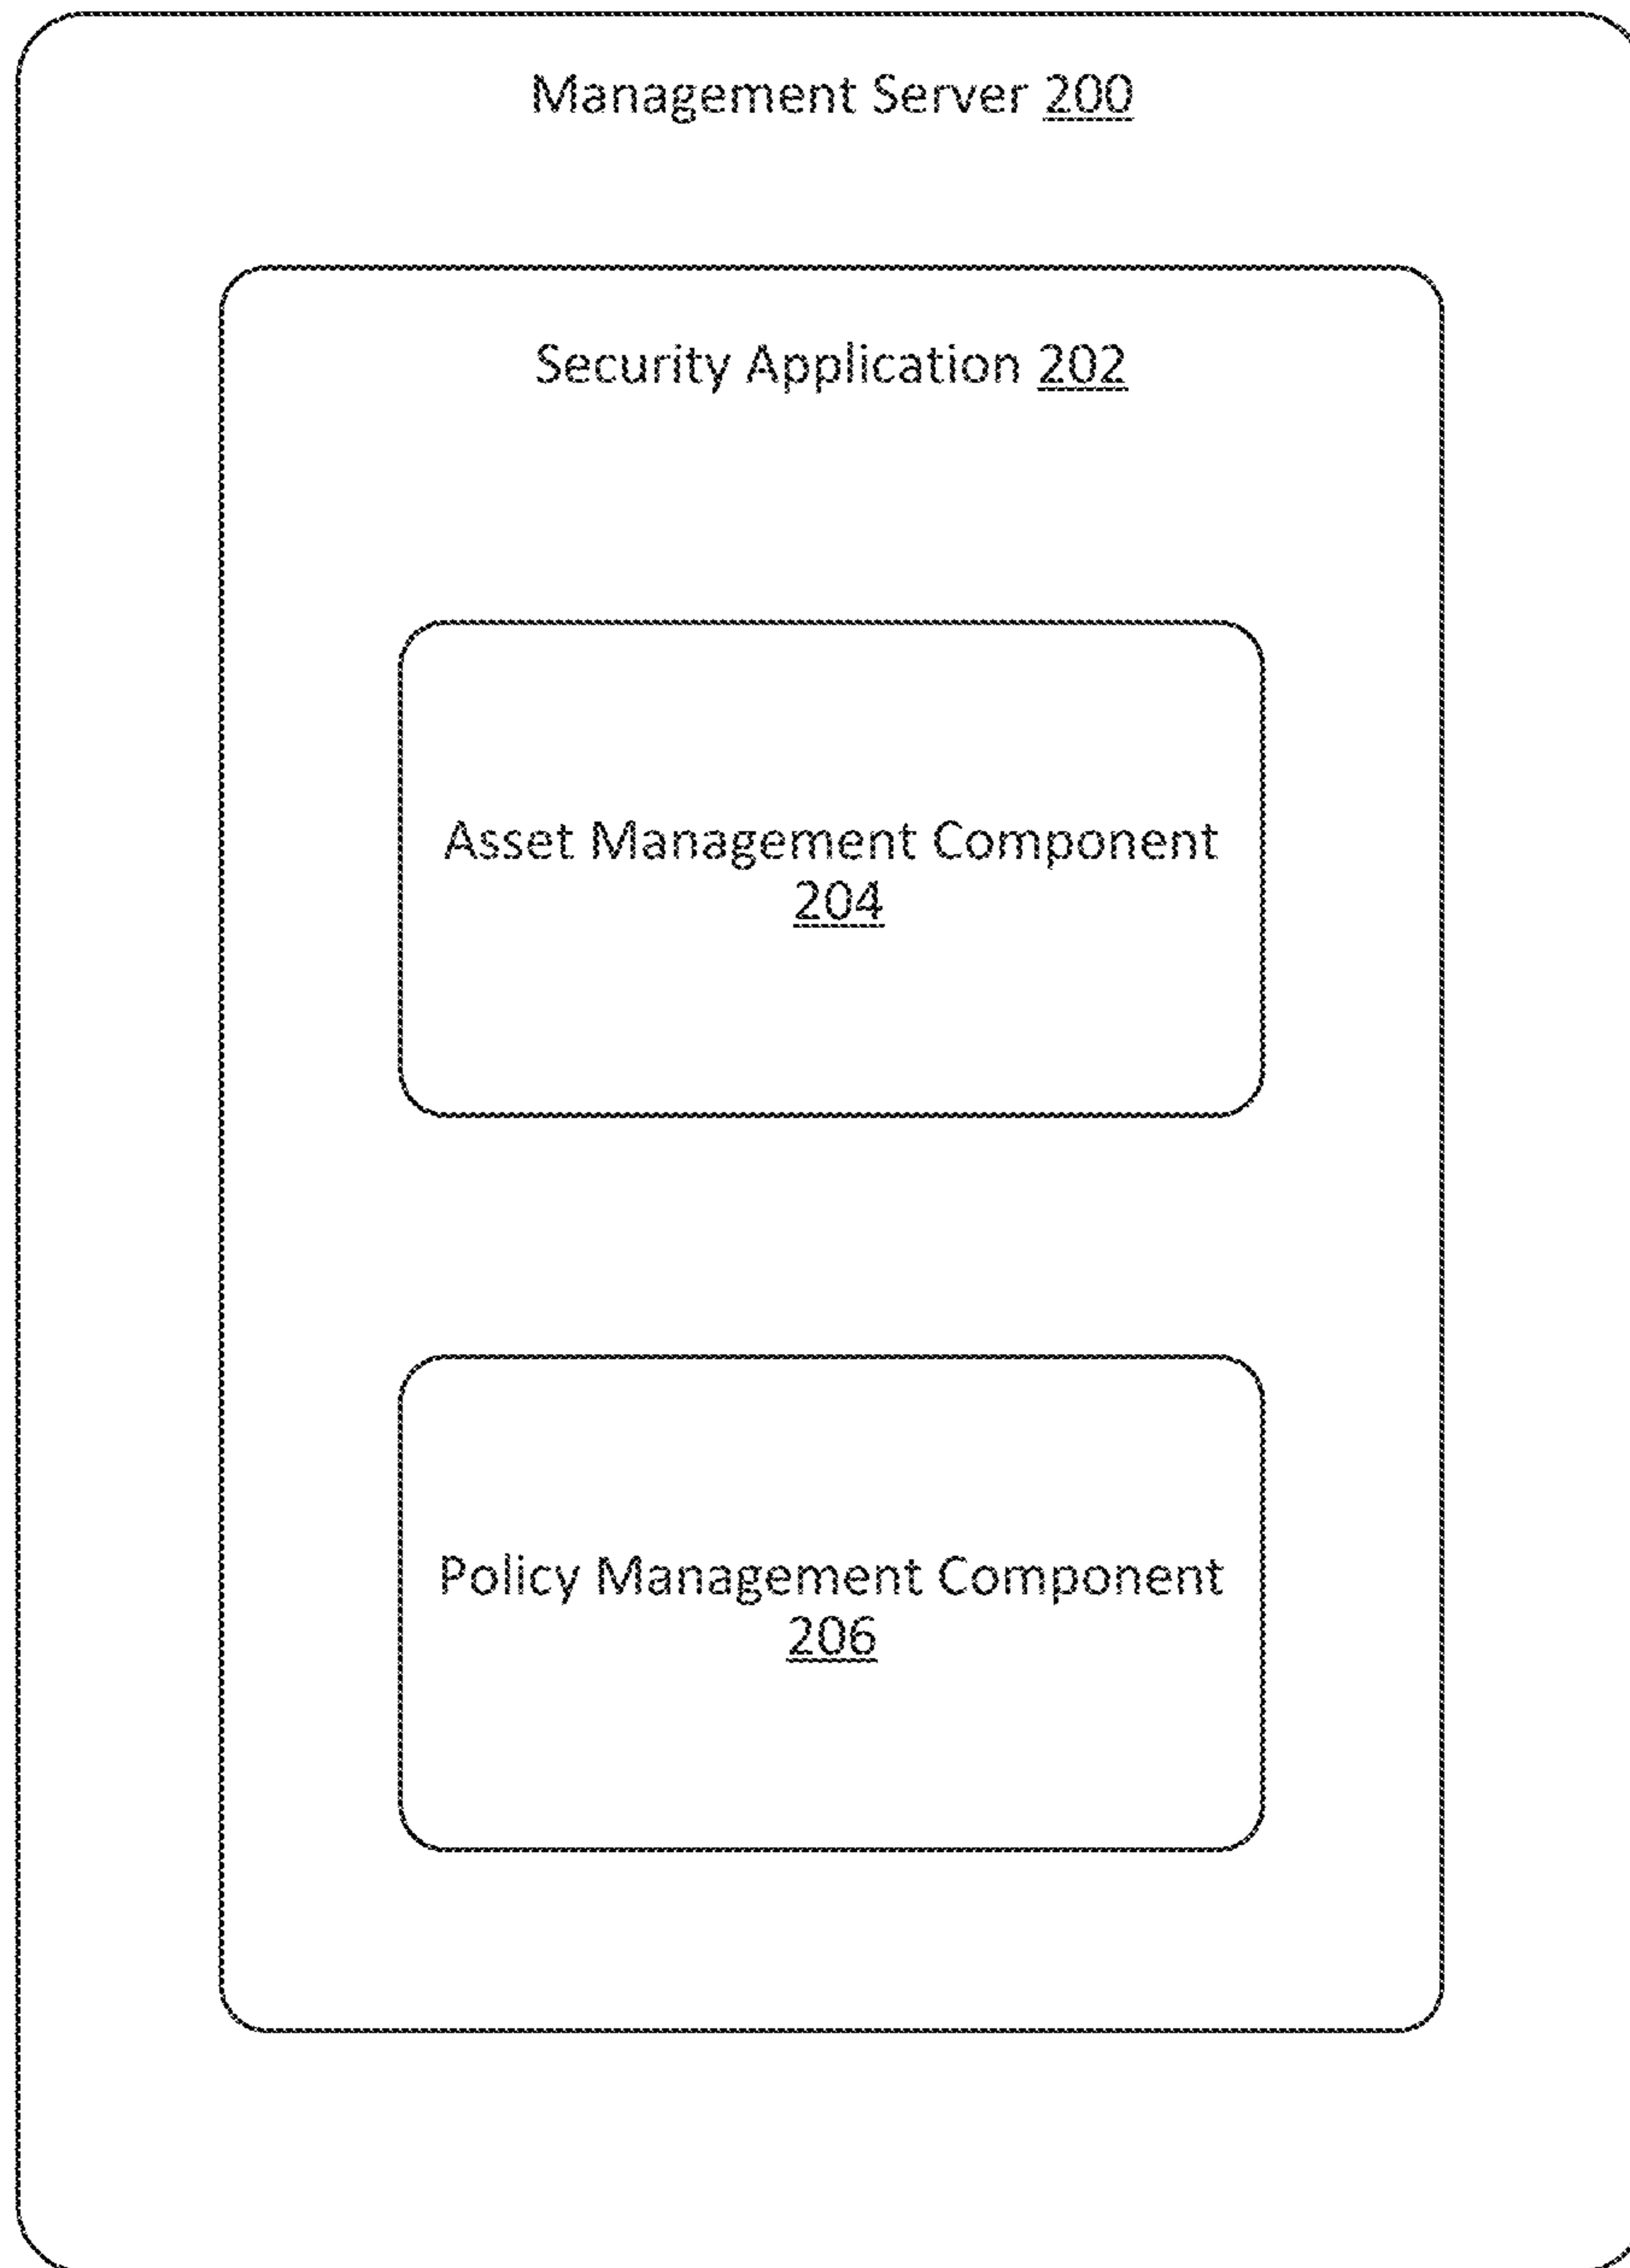 Management Server 200
Security Application 202
Asset Management Component
204
Policy Management Component
206